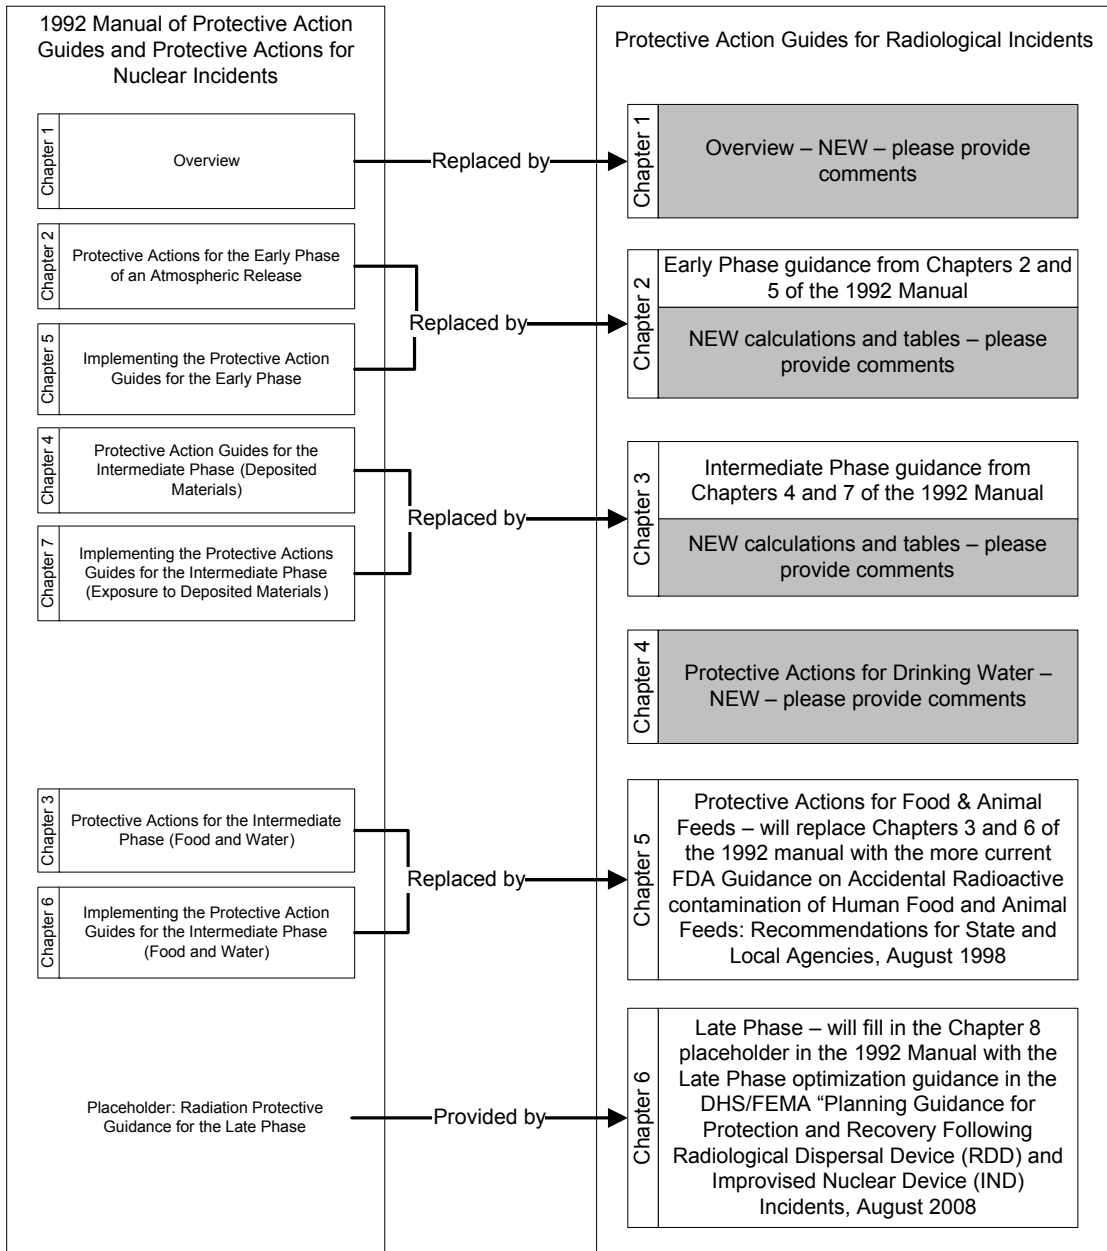 1992 Manual of Protective Action
Guides and Protective Actions for
Nuclear Incidents
Protective Action Guides for Radiological Incidents
Chapter 1
Overview
Replaced by
Chapter 1
Overview – NEW – please provide
comments
Chapter 2
Protective Actions for the Early Phase
of an Atmospheric Release
Chapter 5
Implementing the Protective Action
Guides for the Early Phase
Replaced by
Chapter 2
Early Phase guidance from Chapters 2 and
5 of the 1992 Manual
NEW calculations and tables – please
provide comments
Chapter 4
Protective Action Guides for the
Intermediate Phase (Deposited
Materials)
Chapter 7
Implementing the Protective Actions
Guides for the Intermediate Phase
(Exposure to Deposited Materials)
Replaced by
Chapter 3
Intermediate Phase guidance from
Chapters 4 and 7 of the 1992 Manual
NEW calculations and tables – please
provide comments
Chapter 4
Protective Actions for Drinking Water –
NEW – please provide comments
Chapter 3
Protective Actions for the Intermediate
Phase (Food and Water)
Chapter 6
Implementing the Protective Action
Guides for the Intermediate Phase
(Food and Water)
Replaced by
Chapter 5
Protective Actions for Food & Animal
Feeds – will replace Chapters 3 and 6 of
the 1992 manual with the more current
FDA Guidance on Accidental Radioactive
contamination of Human Food and Animal
Feeds: Recommendations for State and
Local Agencies, August 1998
Placeholder: Radiation Protective
Guidance for the Late Phase
Provided by
Chapter 6
Late Phase – will fill in the Chapter 8
placeholder in the 1992 Manual with the
Late Phase optimization guidance in the
DHS/FEMA “Planning Guidance for
Protection and Recovery Following
Radiological Dispersal Device (RDD) and
Improvised Nuclear Device (IND)
Incidents, August 2008